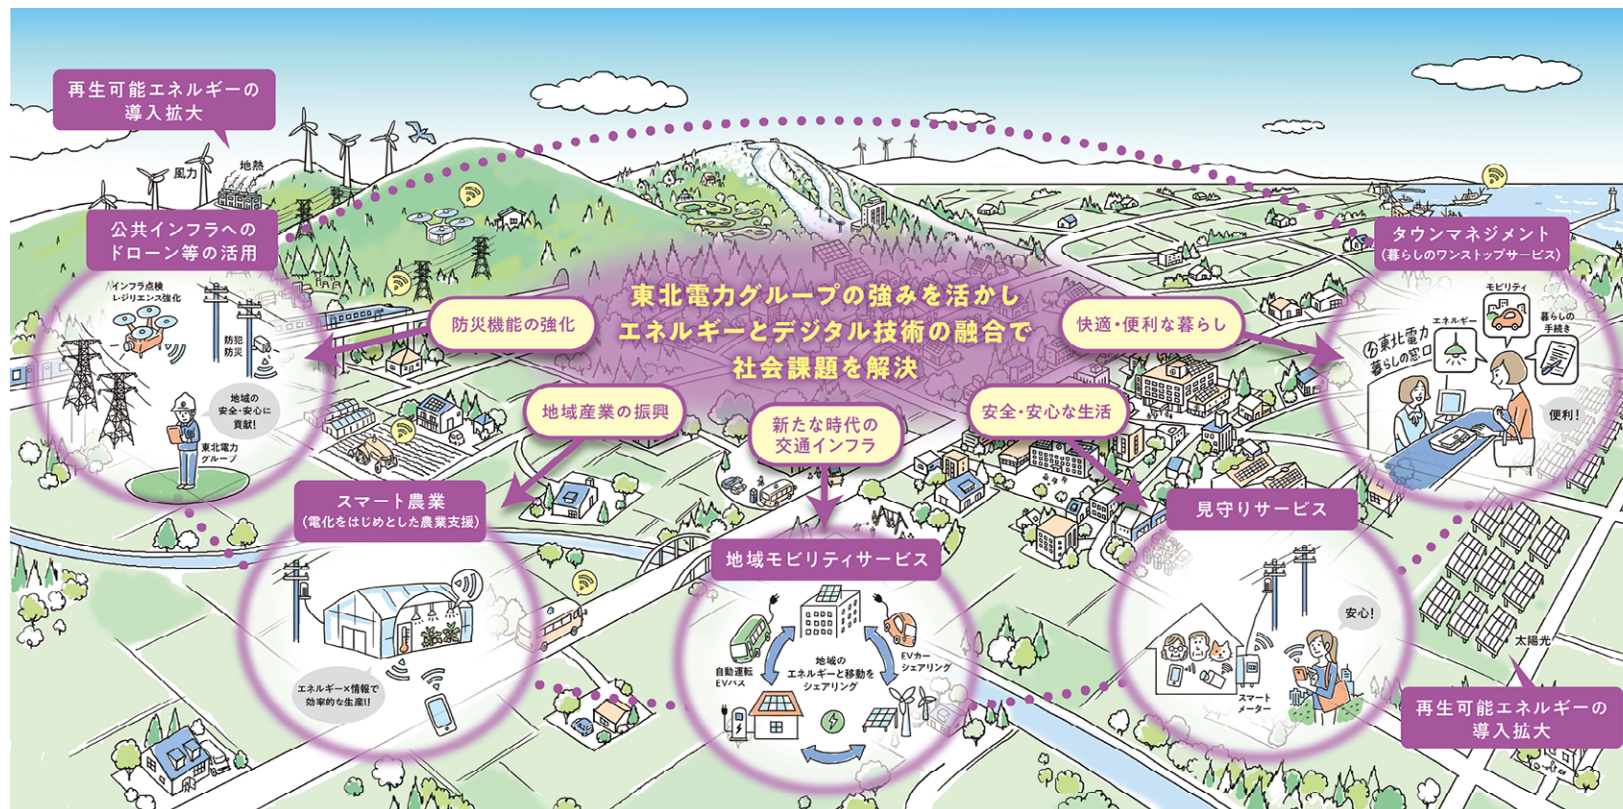 再生可能エネルギーの
導入拡大
風力
地熱
公共インフラへの
ドローン等の活用
インフラ点検
レジリエンス強化
防犯
防災
地域の
安全・安心に
貢献!
東北電力
グループ
防災機能の強化
東北電力グループの強みを活かし
エネルギーとデジタル技術の融合で
社会課題を解決
快適・便利な暮らし
地域産業の振興
新たな時代の
交通インフラ
安全・安心な生活
タウンマネジメント
(暮らしのワンストップサービス)
モビリティ
エネルギー
暮らしの
手続き
東北電力
暮らしの窓口
便利!
スマート農業
(電化をはじめとした農業支援)
エネルギー×情報で
効率的な生産!!
地域モビリティサービス
自動運転
EVバス
EVカー
シェアリング
地域の
エネルギーと移動を
シェアリング
見守りサービス
安心!
スマート
メーター
太陽光
再生可能エネルギーの
導入拡大